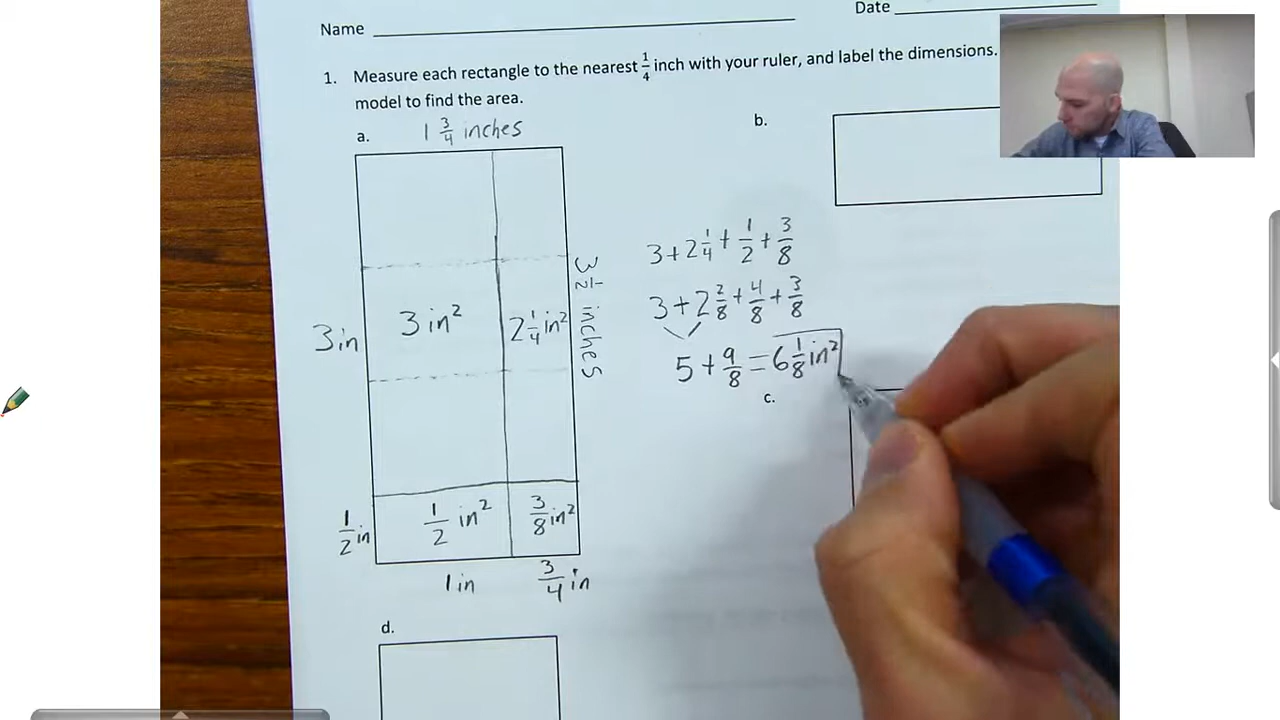 Name
Date
1. Measure each rectangle to the nearest 1/4 inch with your ruler, and label the dimensions.
model to find the area.
a.
1 3/4 inches
b.
3 in
3 in²
2 1/4 in²
3 1/2 inches
3 + 2 1/4 + 1/2 + 3/8
3 + 2 2/8 + 4/8 + 3/8
5 + 9/8 = 6 1/8 in²
c.
1/2 in
1/2 in²
3/8 in²
1 in
3/4 in
d.